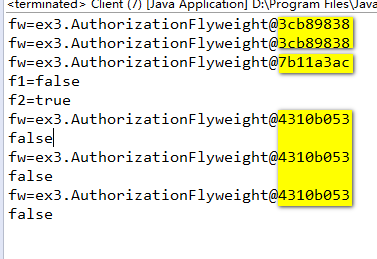 <terminated> Client (7) [Java Application] D:\Program Files\Java
fw=ex3.AuthorizationFlyweight@3cb89838
fw=ex3.AuthorizationFlyweight@3cb89838
fw=ex3.AuthorizationFlyweight@7b11a3ac
f1=false
f2=true
fw=ex3.AuthorizationFlyweight@4310b053
false
fw=ex3.AuthorizationFlyweight@4310b053
false
fw=ex3.AuthorizationFlyweight@4310b053
false